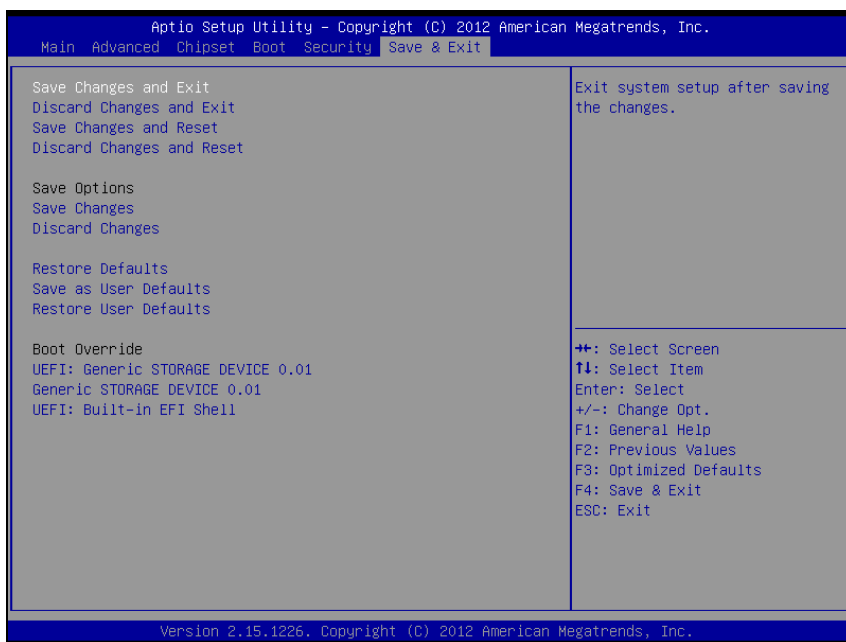 Aptio Setup Utility – Copyright (C) 2012 American Megatrends, Inc.
Main Advanced Chipset Boot Security Save & Exit
Save Changes and Exit
Discard Changes and Exit
Save Changes and Reset
Discard Changes and Reset
Save Options
Save Changes
Discard Changes
Restore Defaults
Save as User Defaults
Restore User Defaults
Boot Override
UEFI: Generic STORAGE DEVICE 0.01
Generic STORAGE DEVICE 0.01
UEFI: Built-in EFI Shell
Exit system setup after saving
the changes.
→←: Select Screen
↑↓: Select Item
Enter: Select
+/-: Change Opt.
F1: General Help
F2: Previous Values
F3: Optimized Defaults
F4: Save & Exit
ESC: Exit
Version 2.15.1226. Copyright (C) 2012 American Megatrends, Inc.